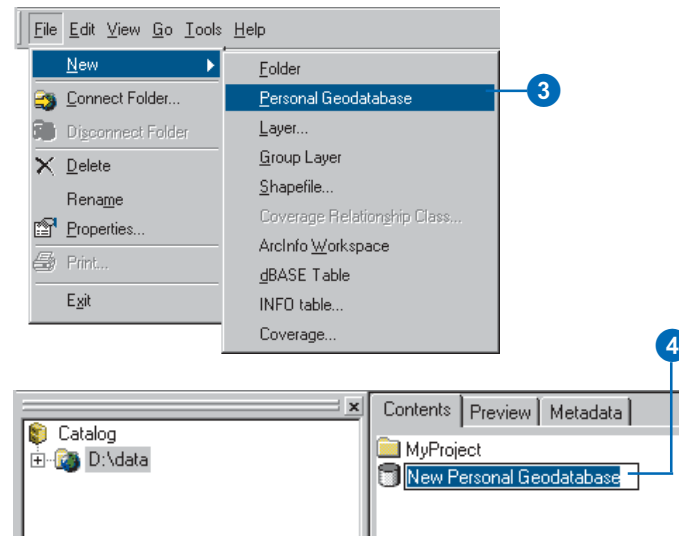 File Edit View Go Tools Help
New
Connect Folder...
Disconnect Folder
Delete
Rename
Properties...
Print...
Exit
Folder
Personal Geodatabase
Layer...
Group Layer
Shapefile...
Coverage Relationship Class...
ArcInfo Workspace
dBASE Table
INFO table...
Coverage...
3
4
Catalog
D:\data
Contents Preview Metadata
MyProject
New Personal Geodatabase